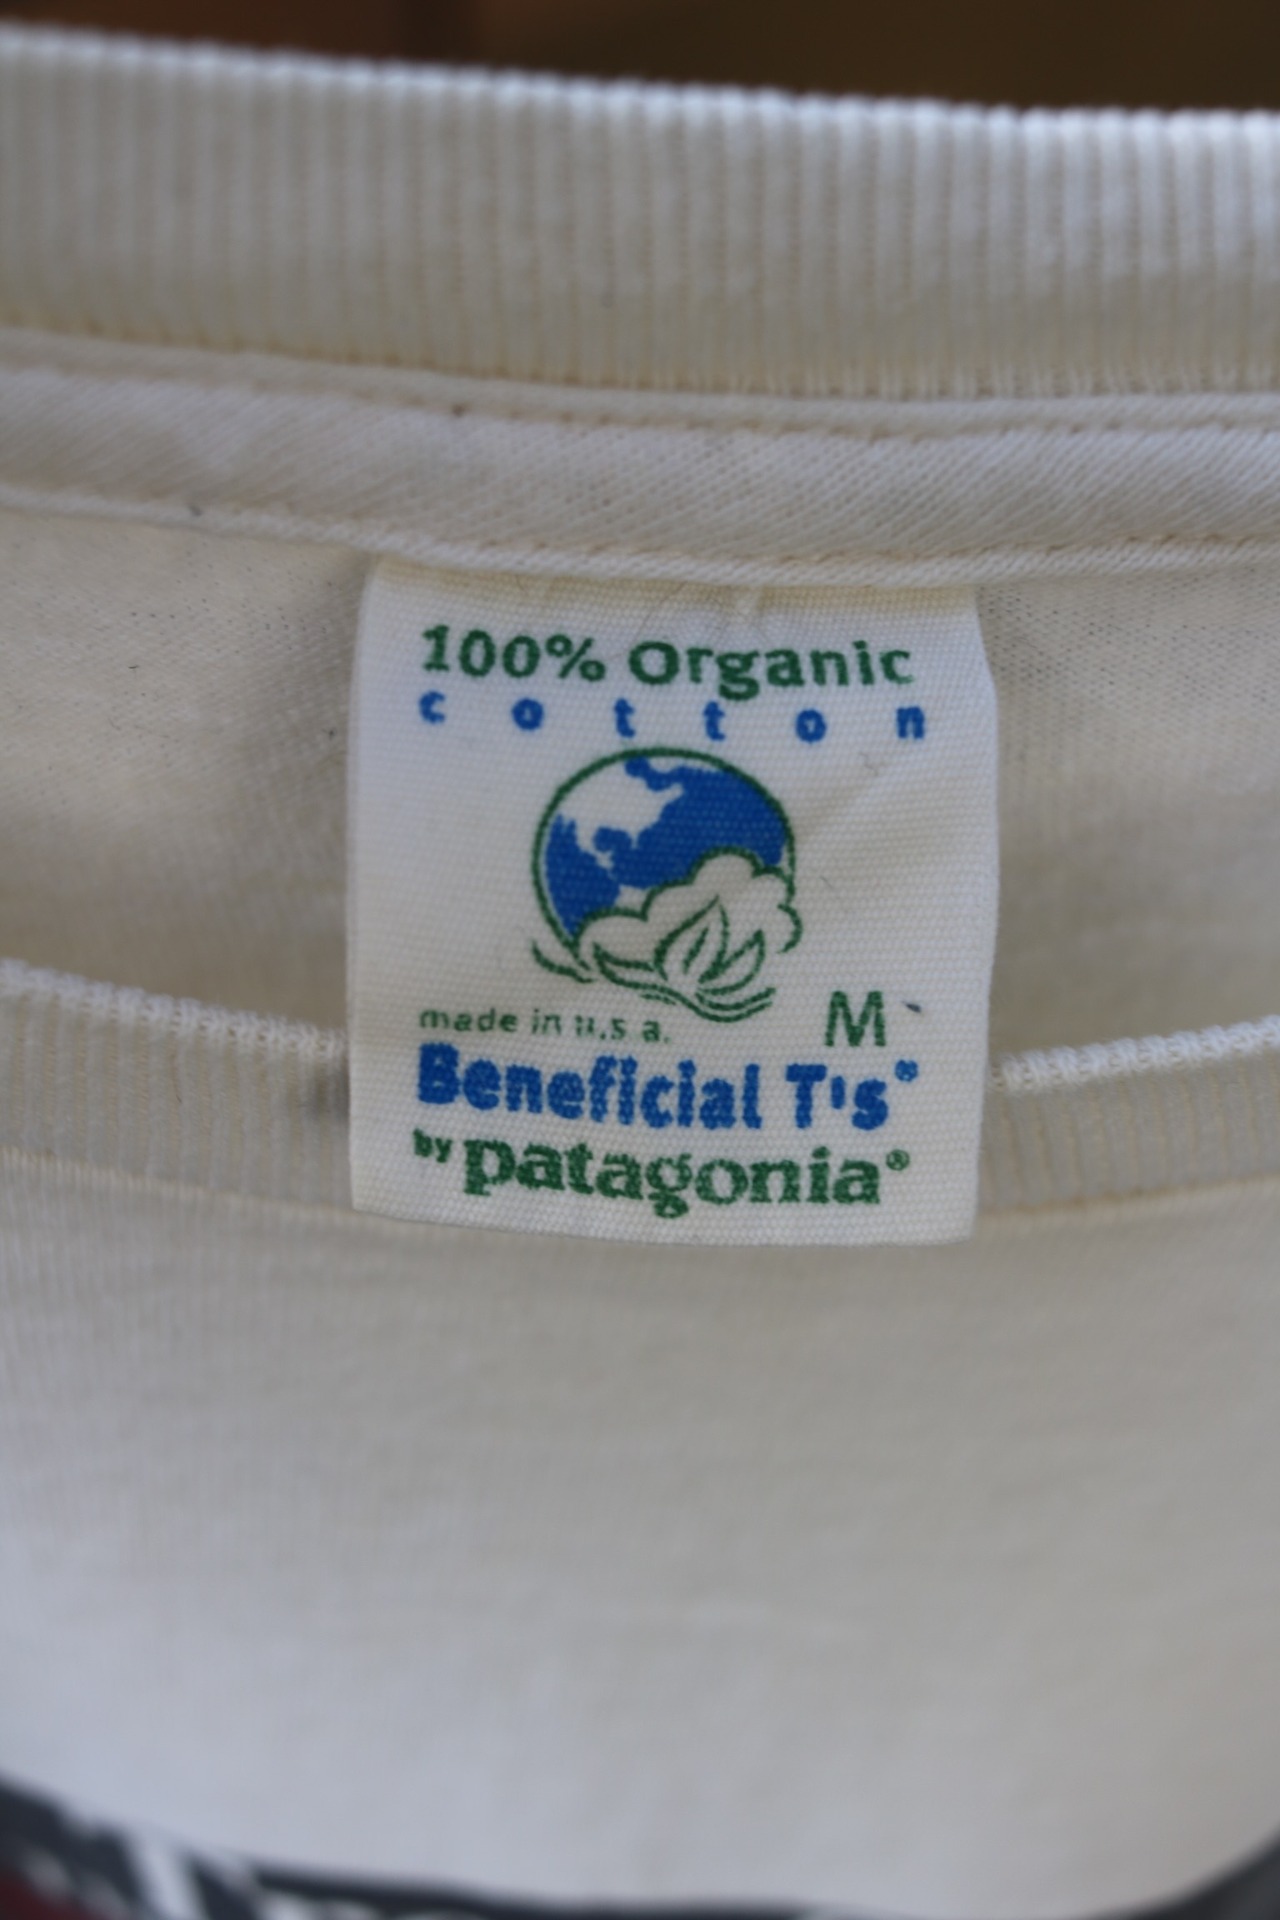 100% Organic
cotton
M
made in u.s.a.
Beneficial T's®
by patagonia®